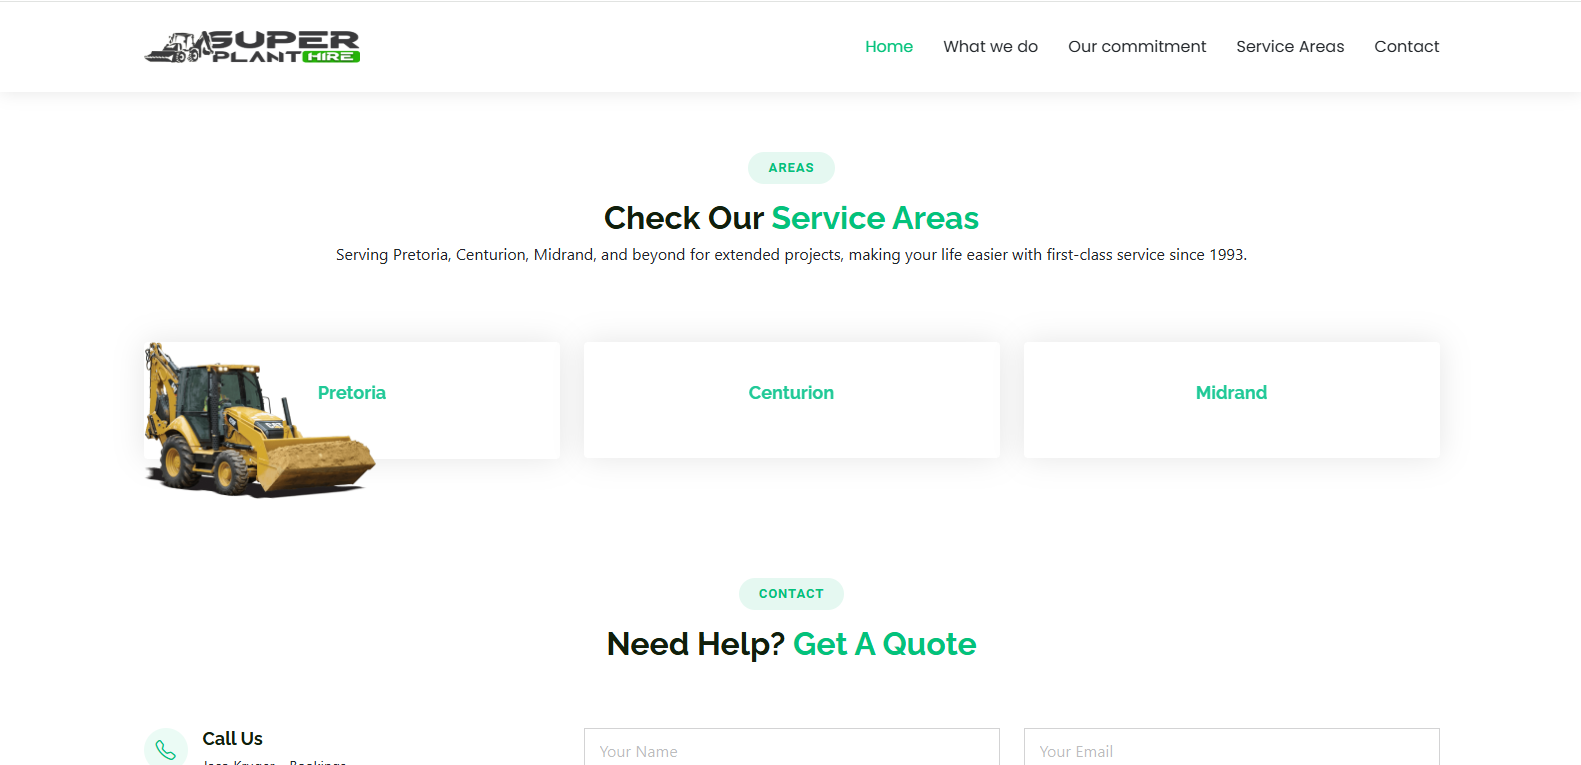 SUPER
PLANT HIRE
Home What we do Our commitment Service Areas Contact
AREAS
Check Our Service Areas
Serving Pretoria, Centurion, Midrand, and beyond for extended projects, making your life easier with first-class service since 1993.
Pretoria Centurion Midrand
CAT
CONTACT
Need Help? Get A Quote
Call Us
Your Name Your Email